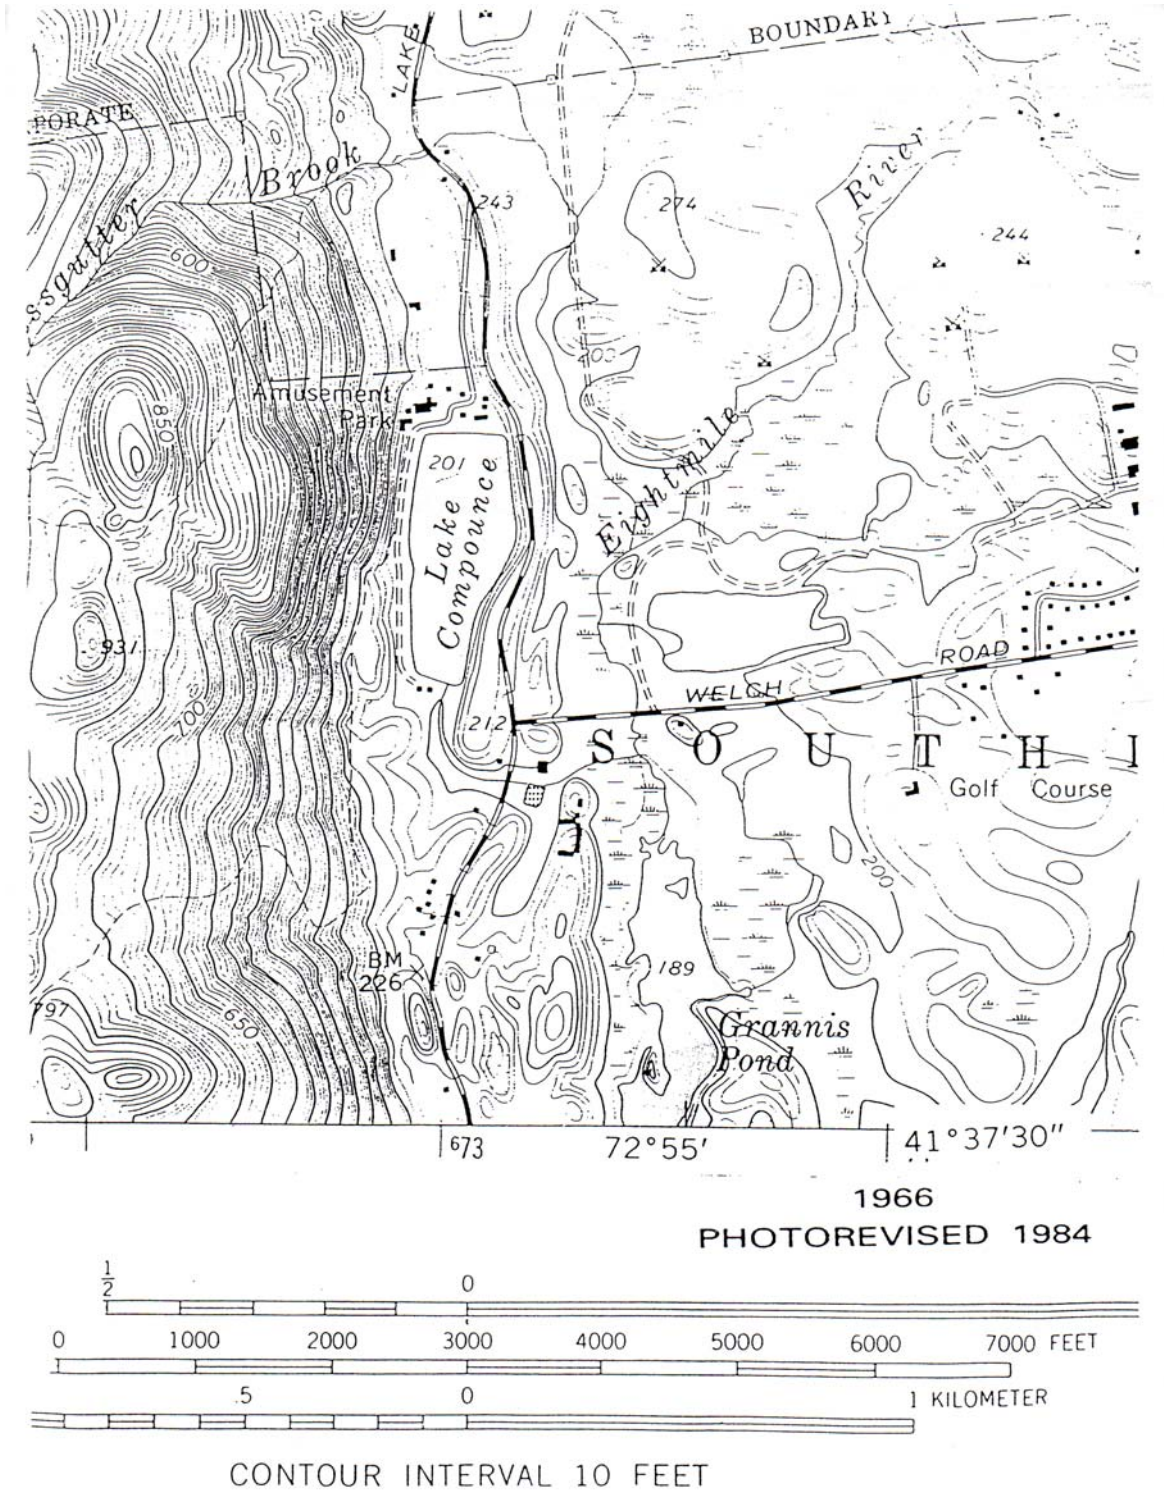 BOUNDARY
LAKE
PORATE
Brook
243
274
River
244
ssgutter
600
200
Amusement
Park
850
201
Lake
Compounce
Eightmile
931
ROAD
WELCH
700
212
SOUTHI
Golf Course
200
BM
226
189
797
650
Grannis
Pond
673
72°55'
41°37'30"
1966
PHOTOREVISED 1984
1/2 0
0 1000 2000 3000 4000 5000 6000 7000 FEET
.5 0 1 KILOMETER
CONTOUR INTERVAL 10 FEET